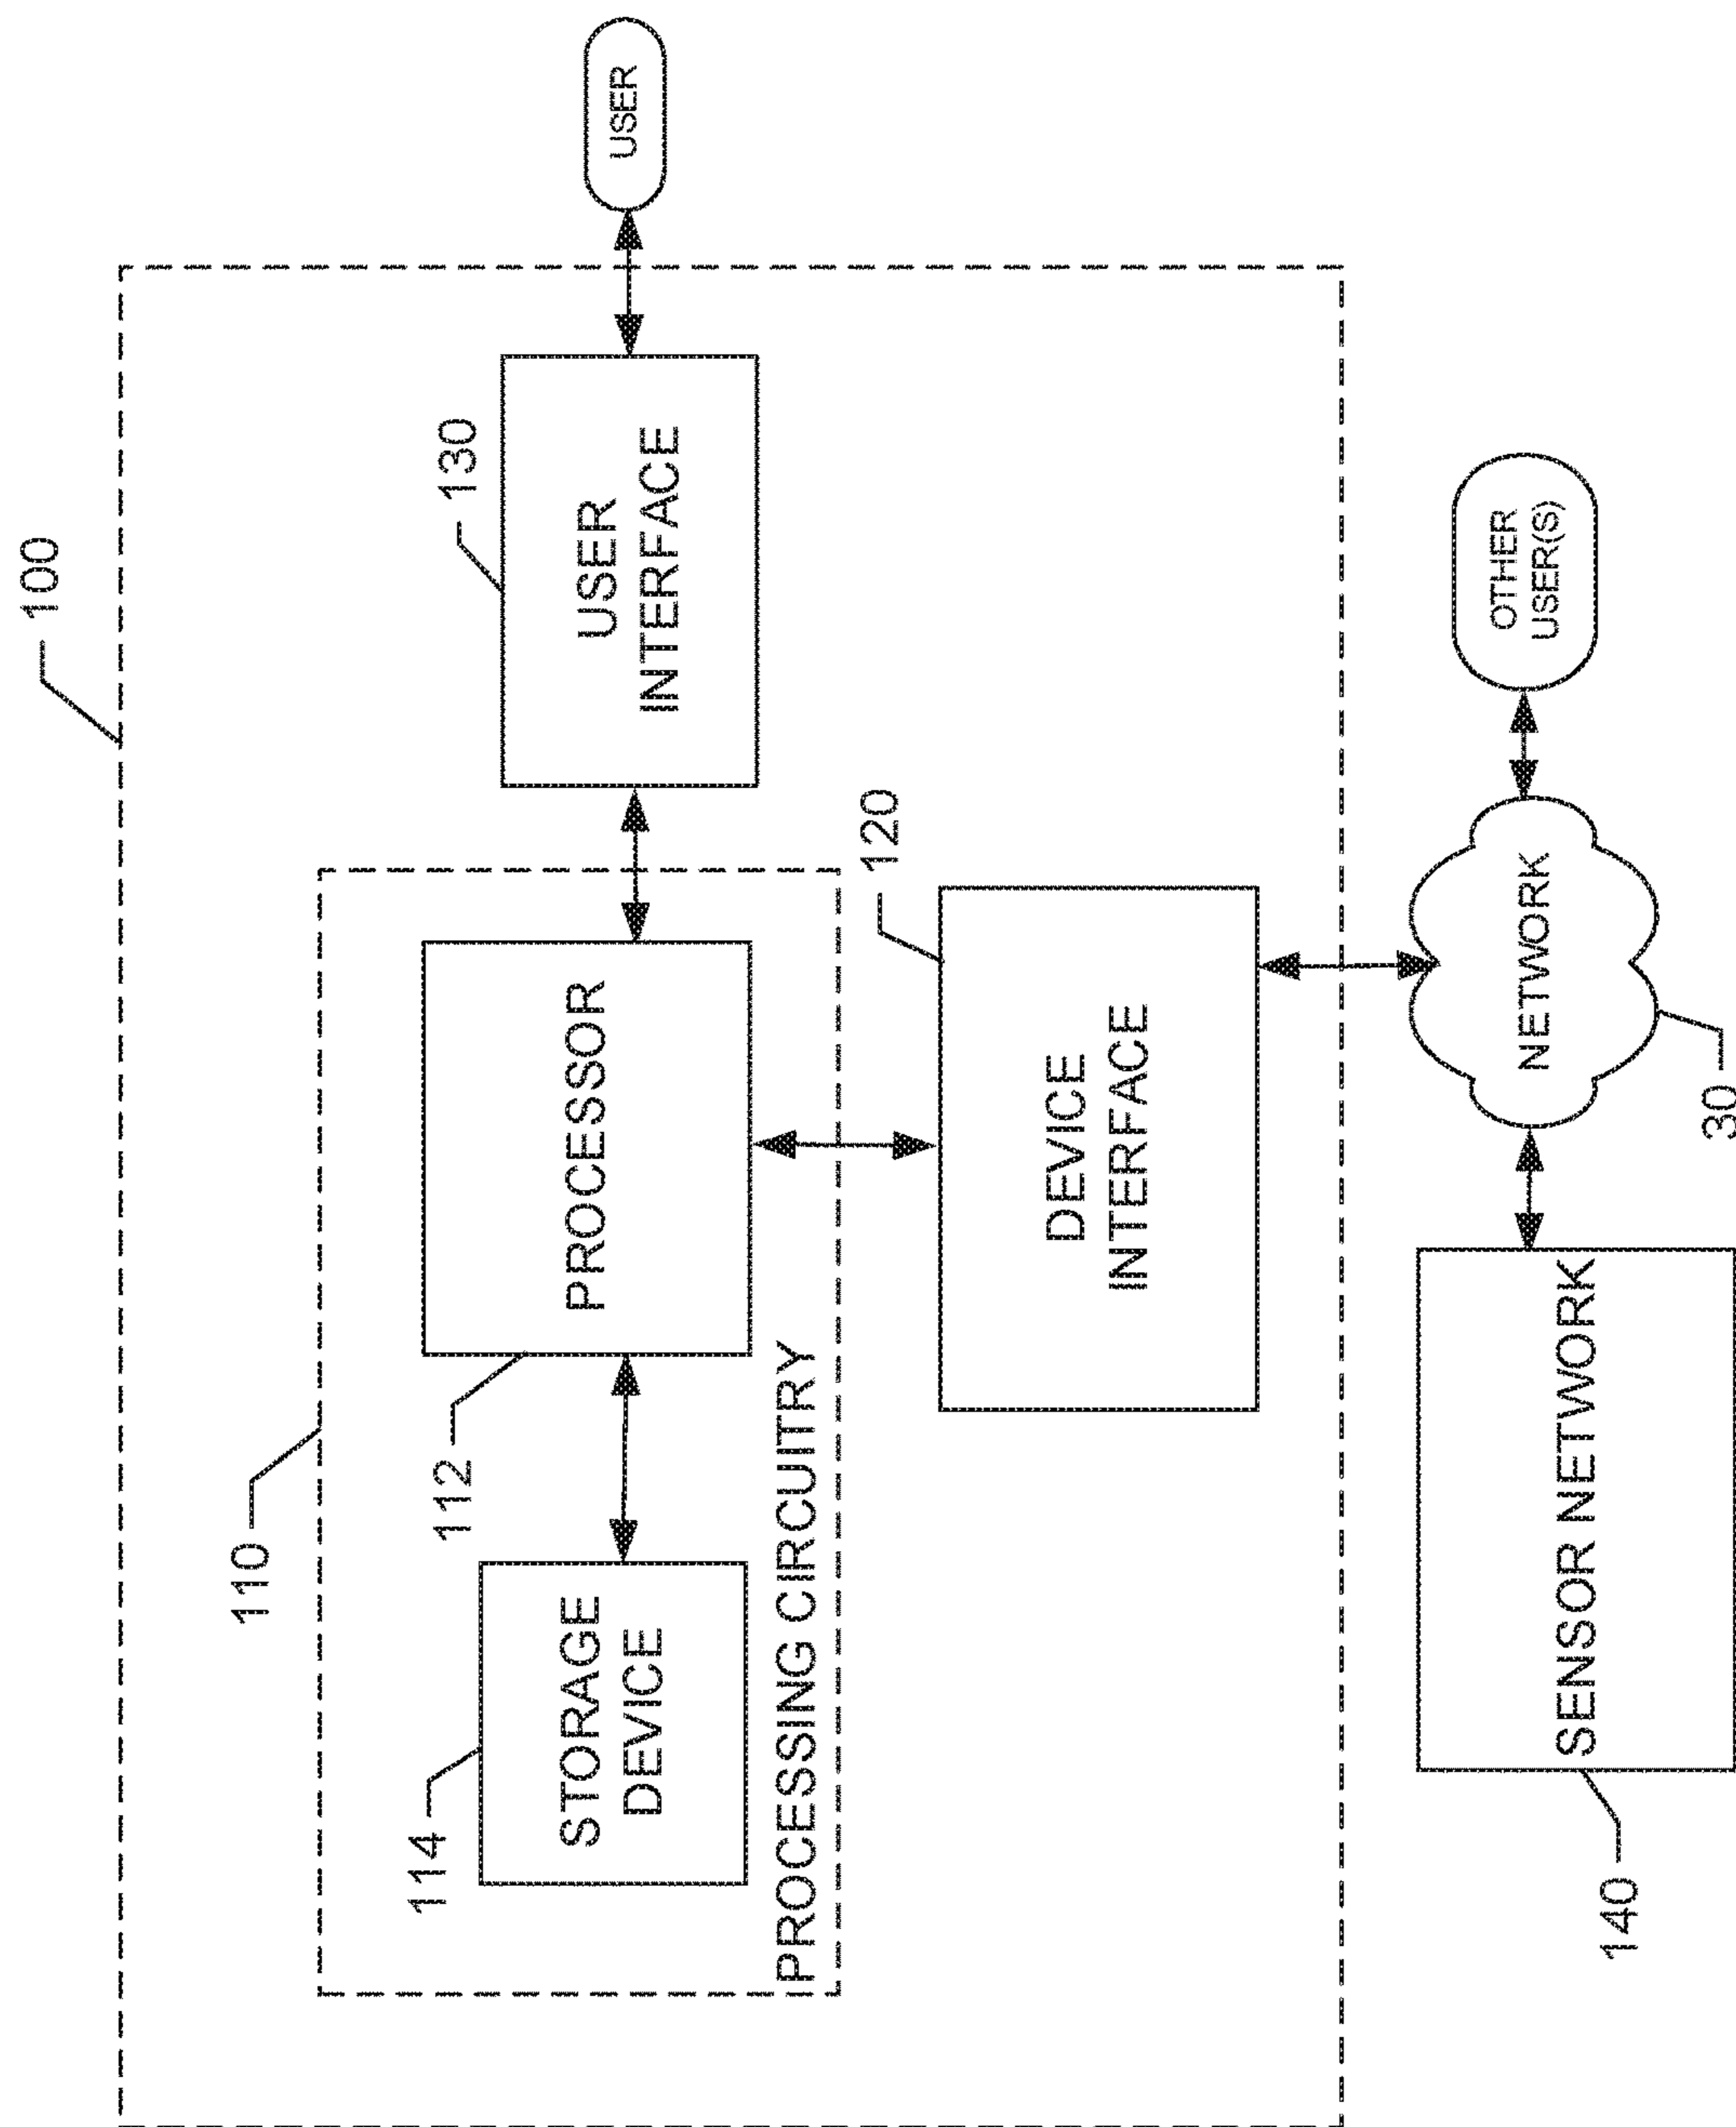 100
110
114
STORAGE
DEVICE
112
PROCESSOR
130
USER
INTERFACE
USER
PROCESSING CIRCUITRY
120
DEVICE
INTERFACE
140
SENSOR NETWORK
NETWORK
30
OTHER
USER(S)